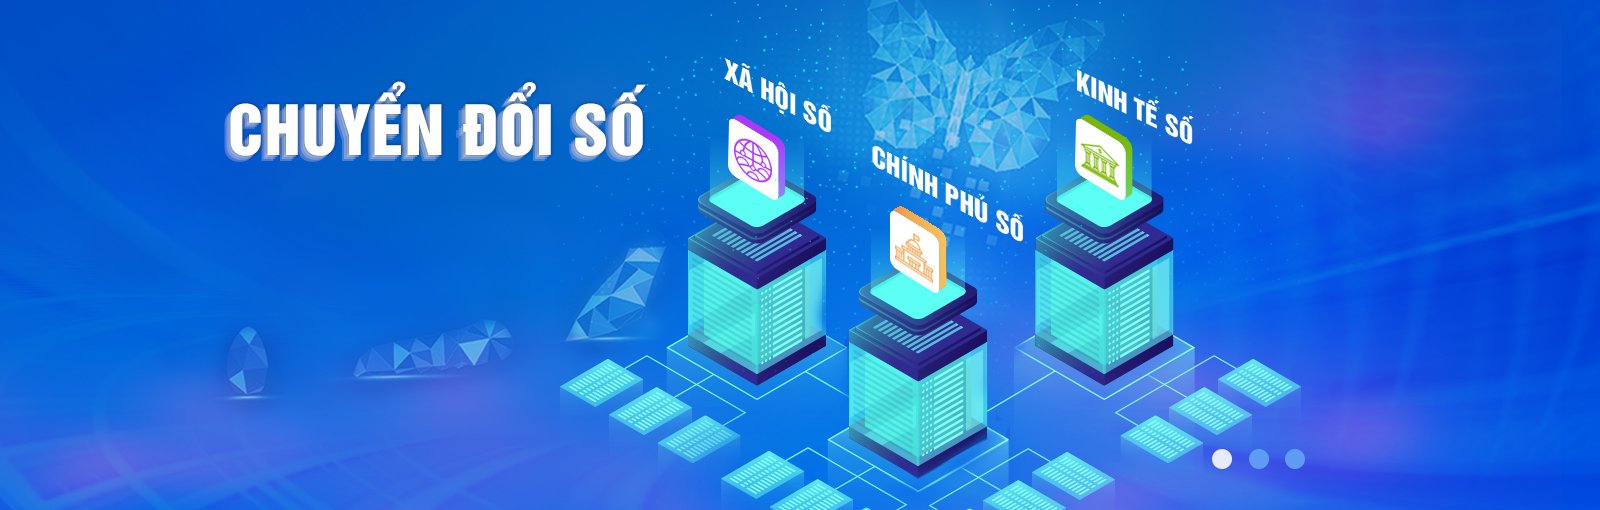 CHUYỂN ĐỔI SỐ
XÃ HỘI SỐ
CHÍNH PHỦ SỐ
KINH TẾ SỐ